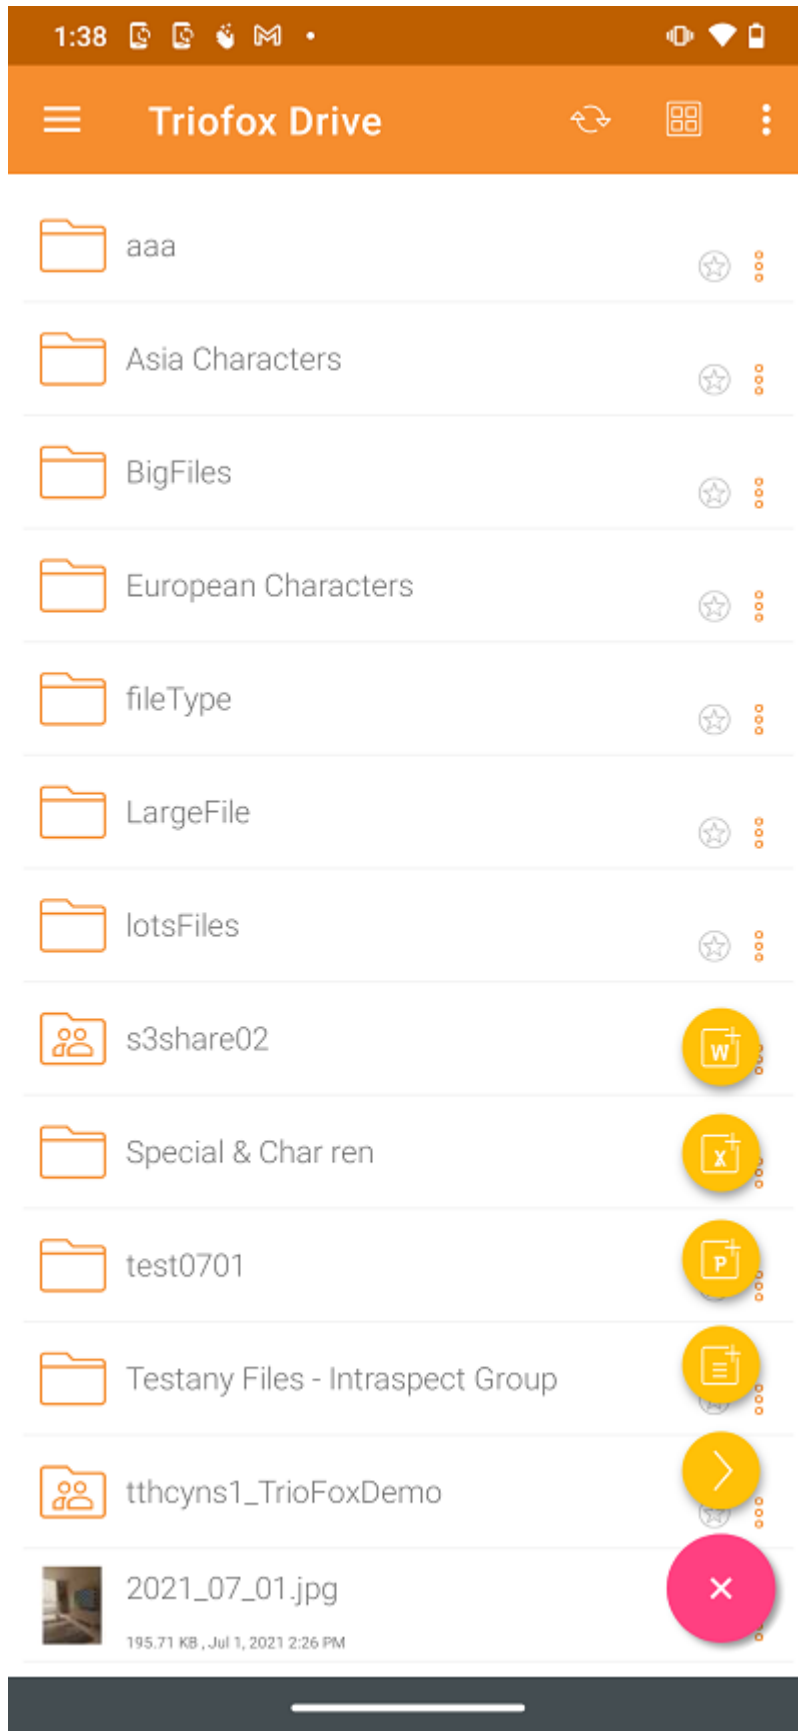 1:38
Triofox Drive
aaa
Asia Characters
BigFiles
European Characters
fileType
LargeFile
lotsFiles
s3share02
W
Special & Char ren
X
test0701
P
Testany Files - Intraspect Group
tthcyns1_TrioFoxDemo
2021_07_01.jpg
195.71 KB , Jul 1, 2021 2:26 PM